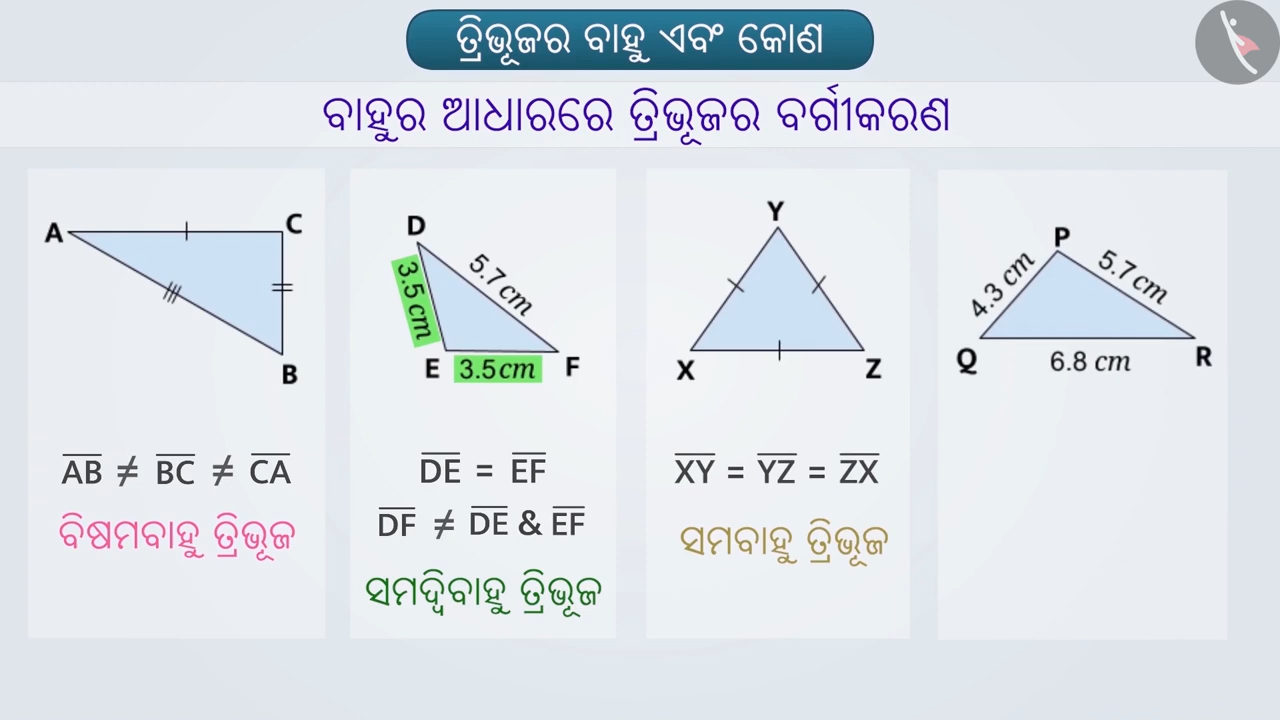 ତ୍ରିଭୂଜର ବାହୁ ଏବଂ କୋଣ
ବାହୁର ଆଧାରରେ ତ୍ରିଭୂଜର ବର୍ଗୀକରଣ
A
C
B
AB ≠ BC ≠ CA
ବିଷମବାହୁ ତ୍ରିଭୂଜ
D
3.5 cm
5.7 cm
E
3.5 cm
F
DE = EF
DF ≠ DE & EF
ସମଦ୍ୱିବାହୁ ତ୍ରିଭୂଜ
Y
X
Z
XY = YZ = ZX
ସମବାହୁ ତ୍ରିଭୂଜ
P
4.3 cm
5.7 cm
Q
6.8 cm
R